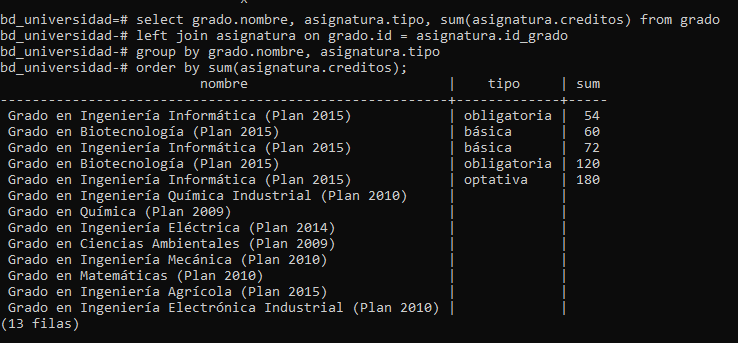 bd_universidad=# select grado.nombre, asignatura.tipo, sum(asignatura.creditos) from grado
bd_universidad-# left join asignatura on grado.id = asignatura.id_grado
bd_universidad-# group by grado.nombre, asignatura.tipo
bd_universidad-# order by sum(asignatura.creditos);
nombre | tipo | sum
--------------------------------------------------------+-------------+-----
Grado en Ingeniería Informática (Plan 2015) | obligatoria | 54
Grado en Biotecnología (Plan 2015) | básica | 60
Grado en Ingeniería Informática (Plan 2015) | básica | 72
Grado en Biotecnología (Plan 2015) | obligatoria | 120
Grado en Ingeniería Informática (Plan 2015) | optativa | 180
Grado en Ingeniería Química Industrial (Plan 2010) | |
Grado en Química (Plan 2009) | |
Grado en Ingeniería Eléctrica (Plan 2014) | |
Grado en Ciencias Ambientales (Plan 2009) | |
Grado en Ingeniería Mecánica (Plan 2010) | |
Grado en Matemáticas (Plan 2010) | |
Grado en Ingeniería Agrícola (Plan 2015) | |
Grado en Ingeniería Electrónica Industrial (Plan 2010) | |
(13 filas)